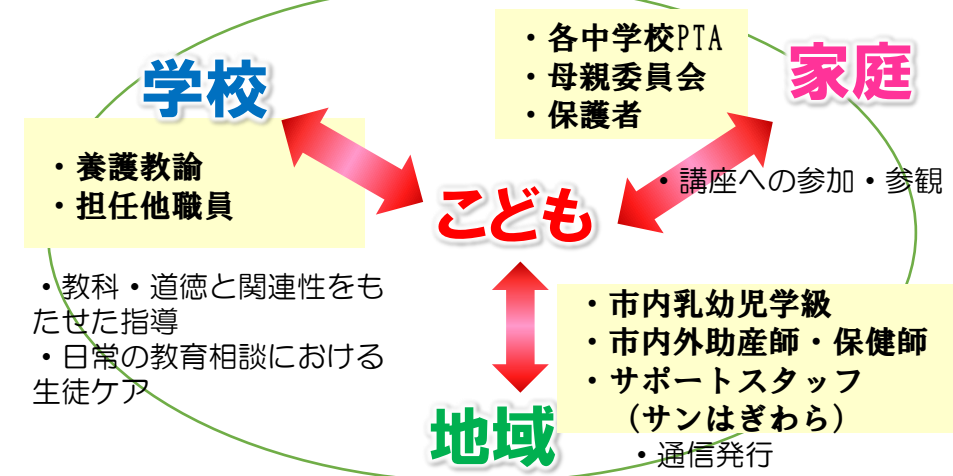 学校
・養護教諭
・担任他職員
・教科・道徳と関連性をも
たせた指導
・日常の教育相談における
生徒ケア
・各中学校PTA
・母親委員会
・保護者
家庭
・講座への参加・参観
こども
・市内乳幼児学級
・市内外助産師・保健師
・サポートスタッフ
（サンはぎわら）
・通信発行
地域